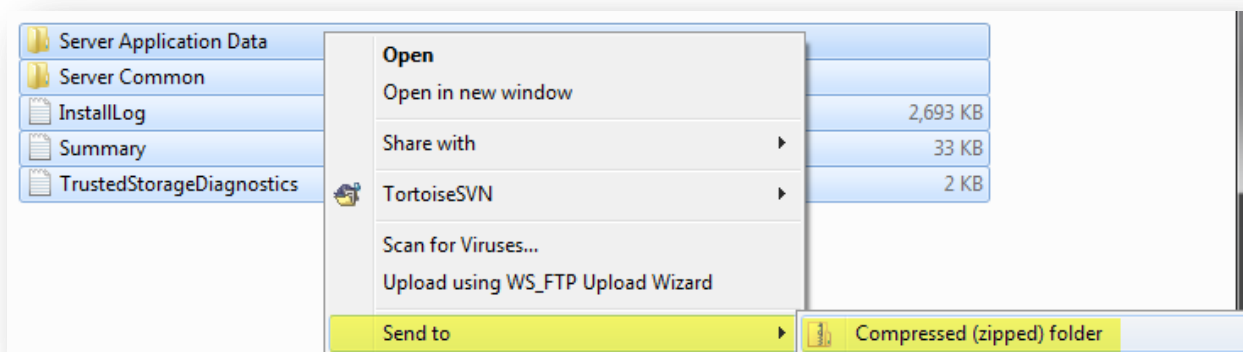 Server Application Data
Server Common
InstallLog 2,693 KB
Summary 33 KB
TrustedStorageDiagnostics 2 KB
Open
Open in new window
Share with
TortoiseSVN
Scan for Viruses...
Upload using WS_FTP Upload Wizard
Send to
Compressed (zipped) folder